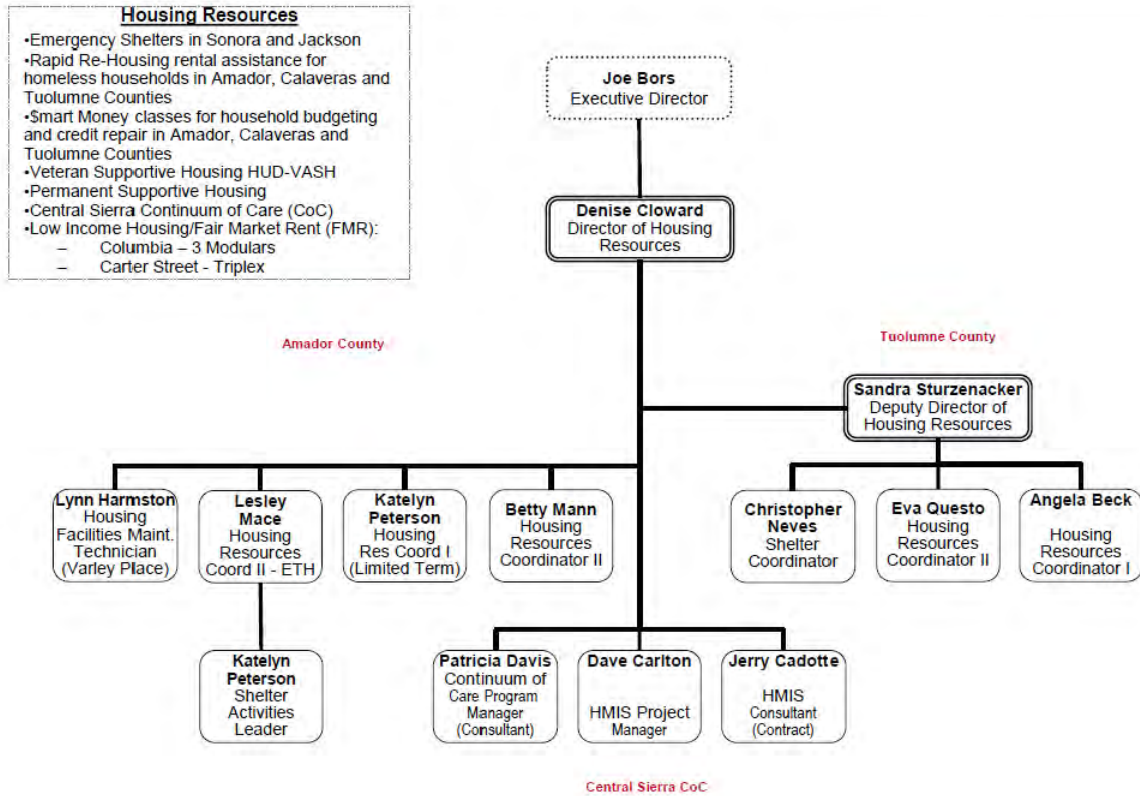 Housing Resources
•Emergency Shelters in Sonora and Jackson
•Rapid Re-Housing rental assistance for
homeless households in Amador, Calaveras and
Tuolumne Counties
•$mart Money classes for household budgeting
and credit repair in Amador, Calaveras and
Tuolumne Counties
•Veteran Supportive Housing HUD-VASH
•Permanent Supportive Housing
•Central Sierra Continuum of Care (CoC)
•Low Income Housing/Fair Market Rent (FMR):
– Columbia – 3 Modulars
– Carter Street - Triplex
Joe Bors
Executive Director
Denise Cloward
Director of Housing
Resources
Amador County
Tuolumne County
Sandra Sturzenacker
Deputy Director of
Housing Resources
Lynn Harmston
Housing
Facilities Maint.
Technician
(Varley Place)
Lesley
Mace
Housing
Resources
Coord II - ETH
Katelyn
Peterson
Housing
Res Coord I
(Limited Term)
Betty Mann
Housing
Resources
Coordinator II
Christopher
Neves
Shelter
Coordinator
Eva Questo
Housing
Resources
Coordinator II
Angela Beck
Housing
Resources
Coordinator I
Katelyn
Peterson
Shelter
Activities
Leader
Patricia Davis
Continuum of
Care Program
Manager
(Consultant)
Dave Carlton
HMIS Project
Manager
Jerry Cadotte
HMIS
Consultant
(Contract)
Central Sierra CoC